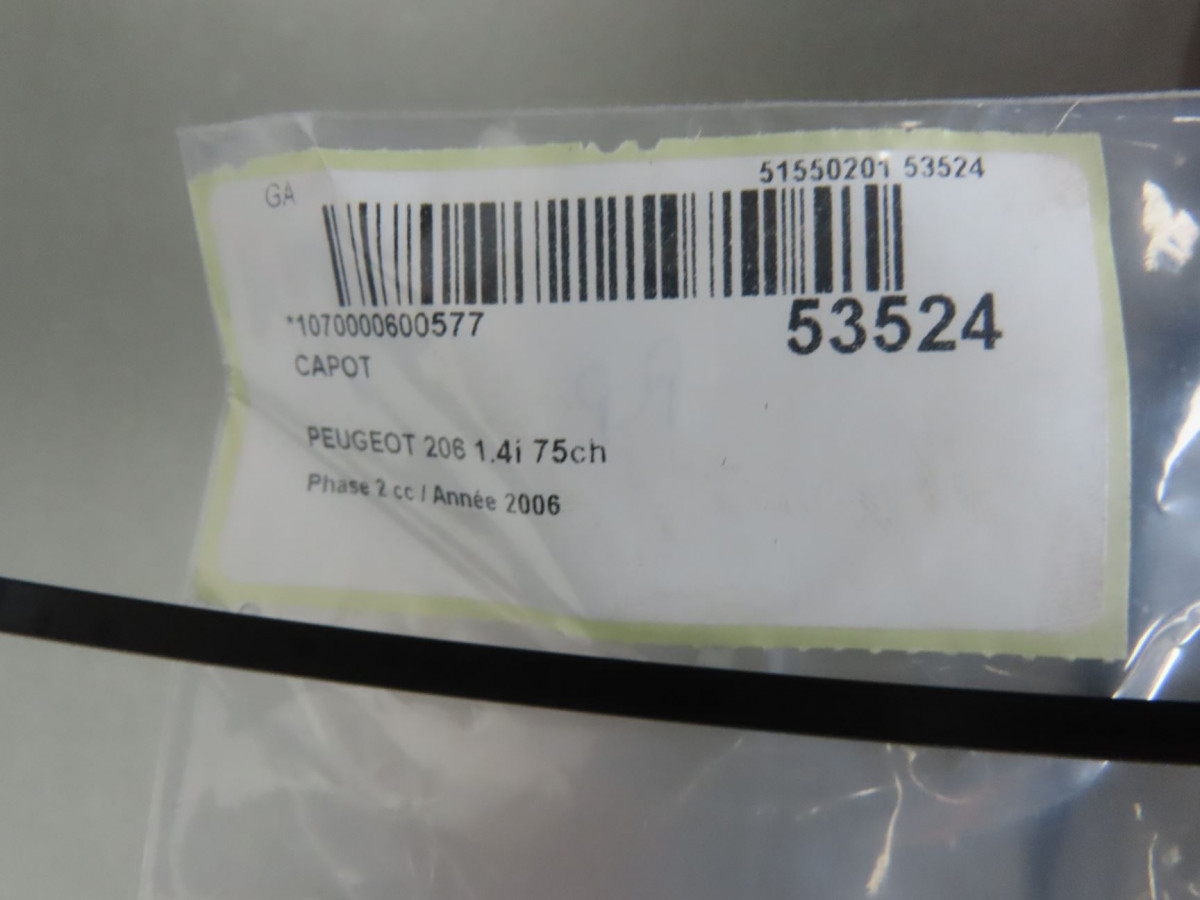 GA
51550201 53524
*1070000600577
53524
CAPOT
PEUGEOT 206 1.4i 75ch
Phase 2 cc / Année 2006